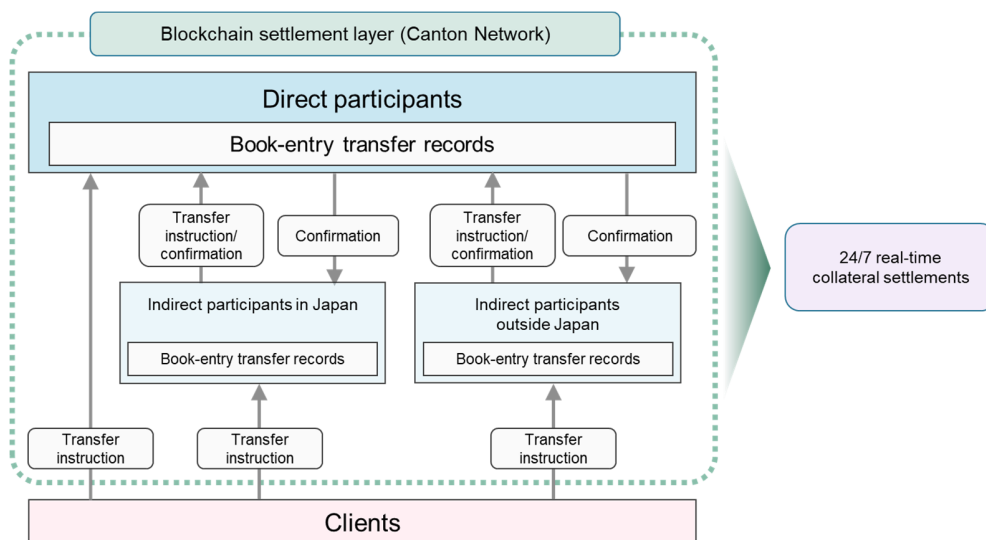 Blockchain settlement layer (Canton Network)
Direct participants
Book-entry transfer records
Transfer
instruction/
confirmation
Confirmation
Transfer
instruction/
confirmation
Confirmation
24/7 real-time
collateral settlements
Indirect participants in Japan
Book-entry transfer records
Indirect participants
outside Japan
Book-entry transfer records
Transfer
instruction
Transfer
instruction
Transfer
instruction
Clients